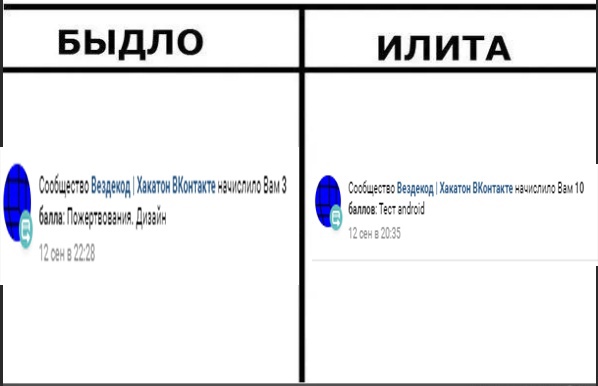 БЫДЛО
ИЛИТА
Сообщество Вездекод | Хакатон ВКонтакте начислило Вам 3
балла: Пожертвования. Дизайн
12 сен в 22:28
Сообщество Вездекод | Хакатон ВКонтакте начислило Вам 10
баллов: Тест android
12 сен в 20:35